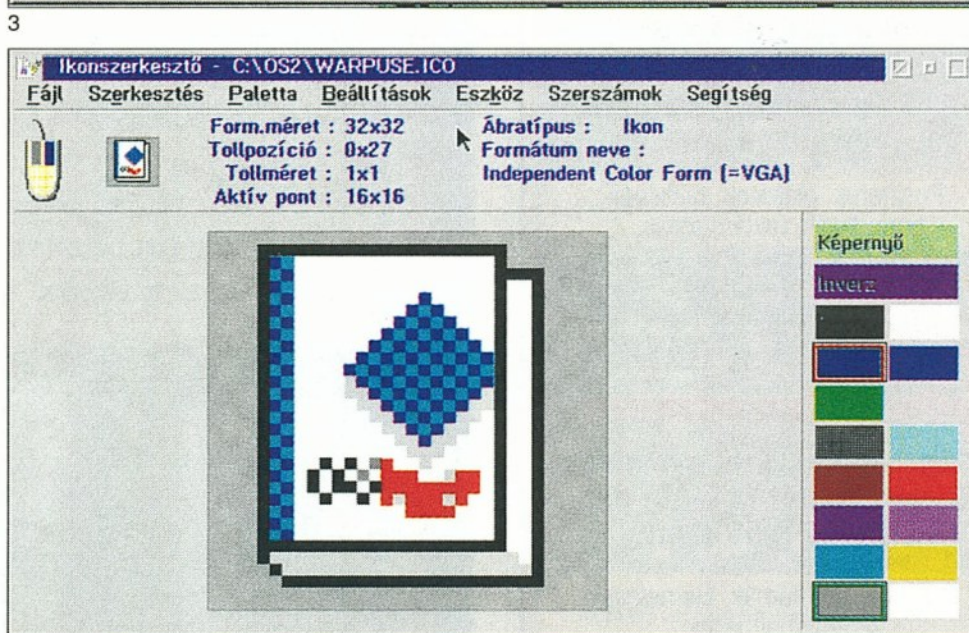 3
Ikonszerkesztő - C:\OS2\WARPUSE.ICO
Fájl Szerkesztés Paletta Beállítások Eszköz Szerszámok Segítség
Form.méret : 32x32
Tollpozíció : 0x27
Tollméret : 1x1
Aktív pont : 16x16
Ábratípus : Ikon
Formátum neve :
Independent Color Form (=VGA)
Képernyő
Inverz